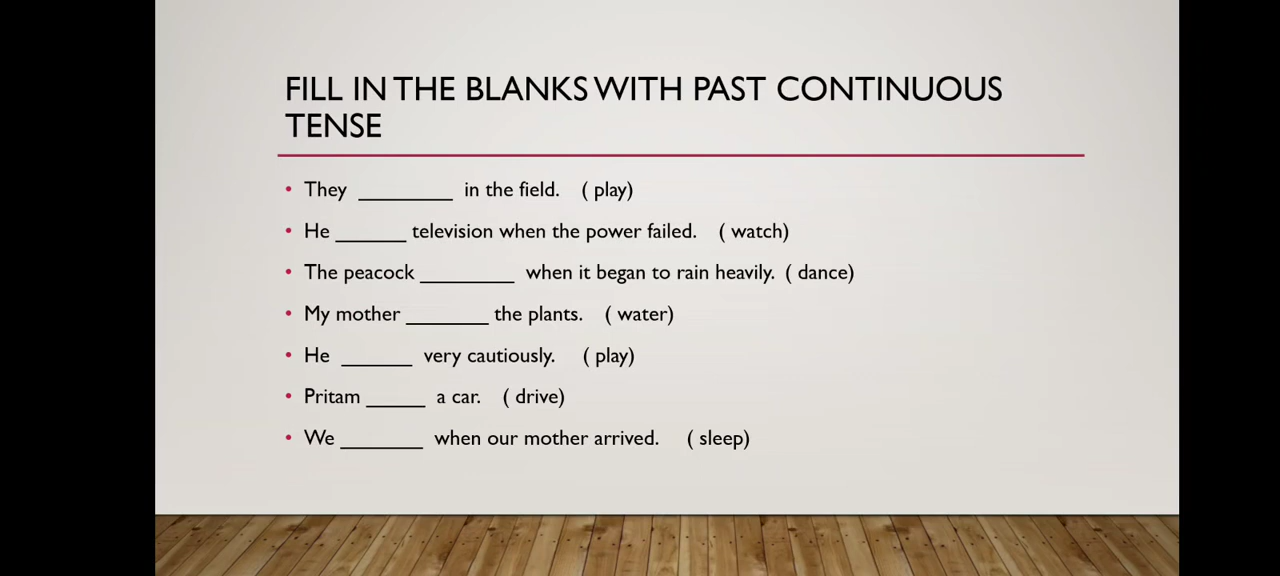 FILL IN THE BLANKS WITH PAST CONTINUOUS
TENSE
• They _________ in the field. ( play)
• He _______ television when the power failed. ( watch)
• The peacock _________ when it began to rain heavily. ( dance)
• My mother ________ the plants. ( water)
• He _______ very cautiously. ( play)
• Pritam ______ a car. ( drive)
• We ________ when our mother arrived. ( sleep)